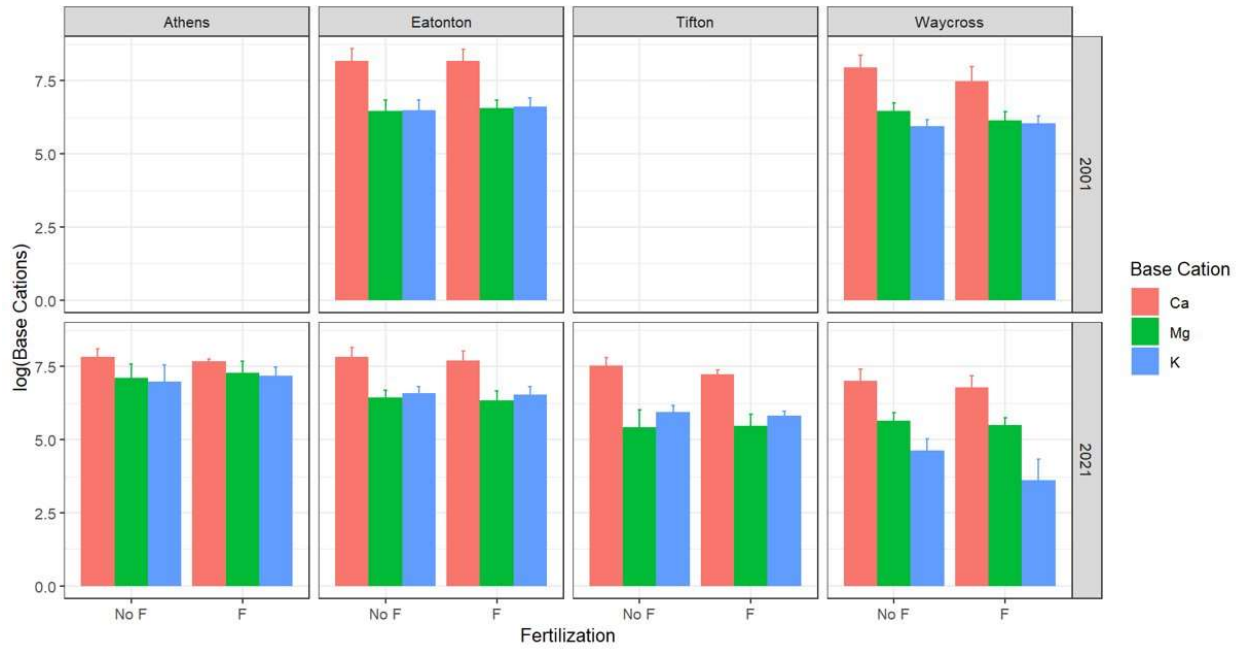 Athens
Eatonton
Tifton
Waycross
7.5
5.0
2.5
0.0
2001
log(Base Cations)
7.5
5.0
2.5
0.0
2021
No F
F
No F
F
No F
F
No F
F
Fertilization
Base Cation
Ca
Mg
K